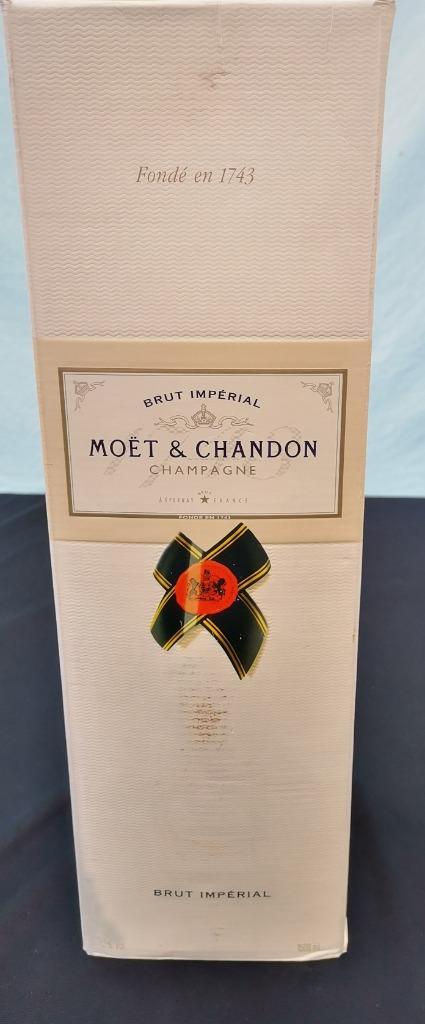 Fondé en 1743
BRUT IMPÉRIAL
MOËT & CHANDON
CHAMPAGNE
FRANCE
FONDÉ EN 1743
BRUT IMPÉRIAL